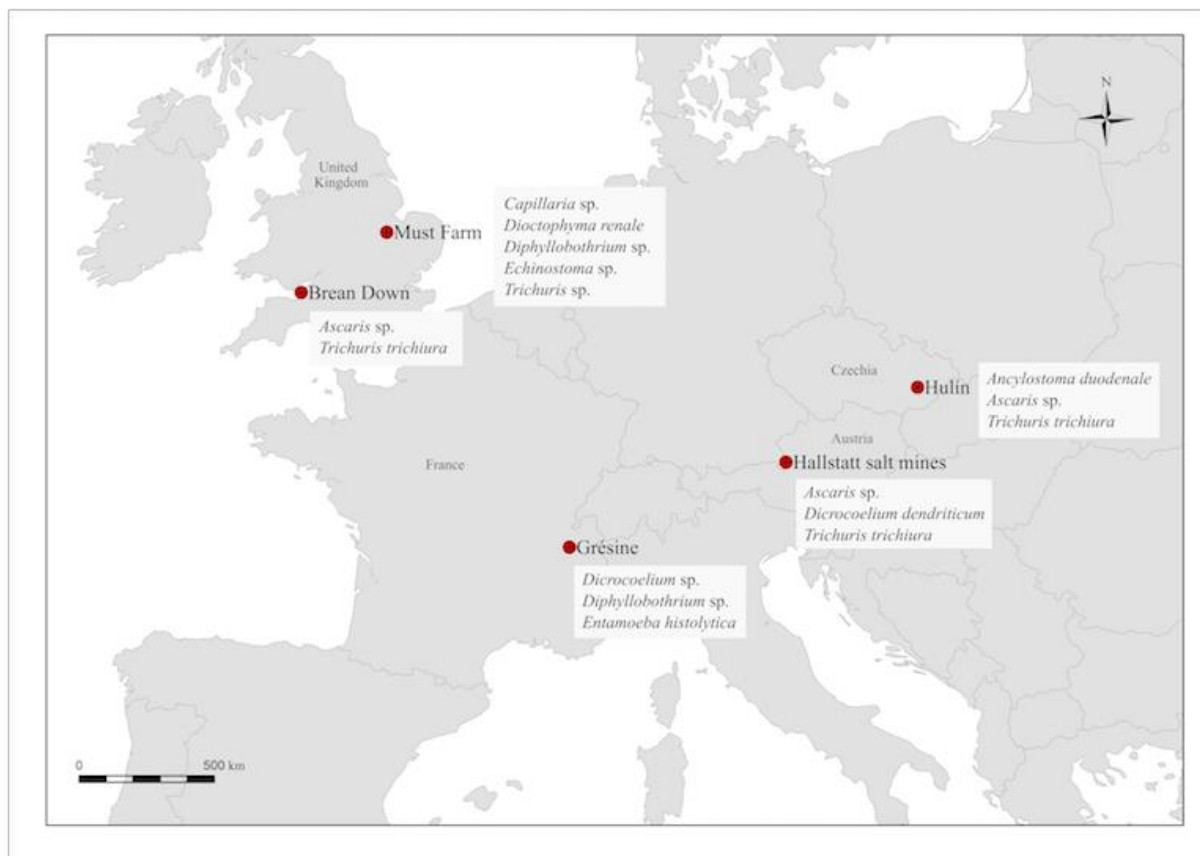 N
United
Kingdom
Must Farm
Capillaria sp.
Dioctophyma renale
Diphyllobothrium sp.
Echinostoma sp.
Trichuris sp.
Brean Down
Ascaris sp.
Trichuris trichiura
Czechia
Hulín
Ancylostoma duodenale
Ascaris sp.
Trichuris trichiura
Austria
Hallstatt salt mines
Ascaris sp.
Dicrocoelium dendriticum
Trichuris trichiura
France
Grésine
Dicrocoelium sp.
Diphyllobothrium sp.
Entamoeba histolytica
0 500 km